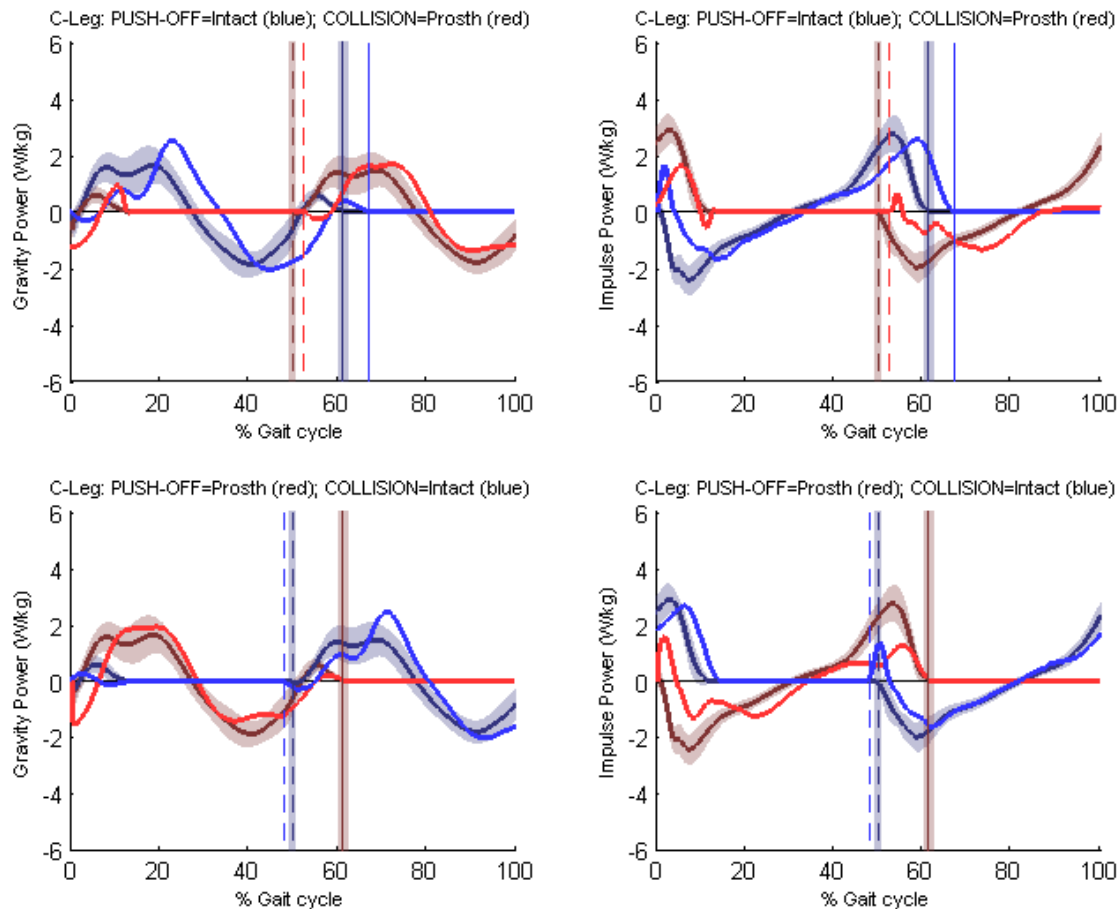 C-Leg: PUSH-OFF=Intact (blue); COLLISION=Prosth (red)
6
4
2
0
-2
-4
-6
Gravity Power (W/kg)
0 20 40 60 80 100
% Gait cycle
C-Leg: PUSH-OFF=Intact (blue); COLLISION=Prosth (red)
6
4
2
0
-2
-4
-6
Impulse Power (W/kg)
0 20 40 60 80 100
% Gait cycle
C-Leg: PUSH-OFF=Prosth (red); COLLISION=Intact (blue)
6
4
2
0
-2
-4
-6
Gravity Power (W/kg)
0 20 40 60 80 100
% Gait cycle
C-Leg: PUSH-OFF=Prosth (red); COLLISION=Intact (blue)
6
4
2
0
-2
-4
-6
Impulse Power (W/kg)
0 20 40 60 80 100
% Gait cycle